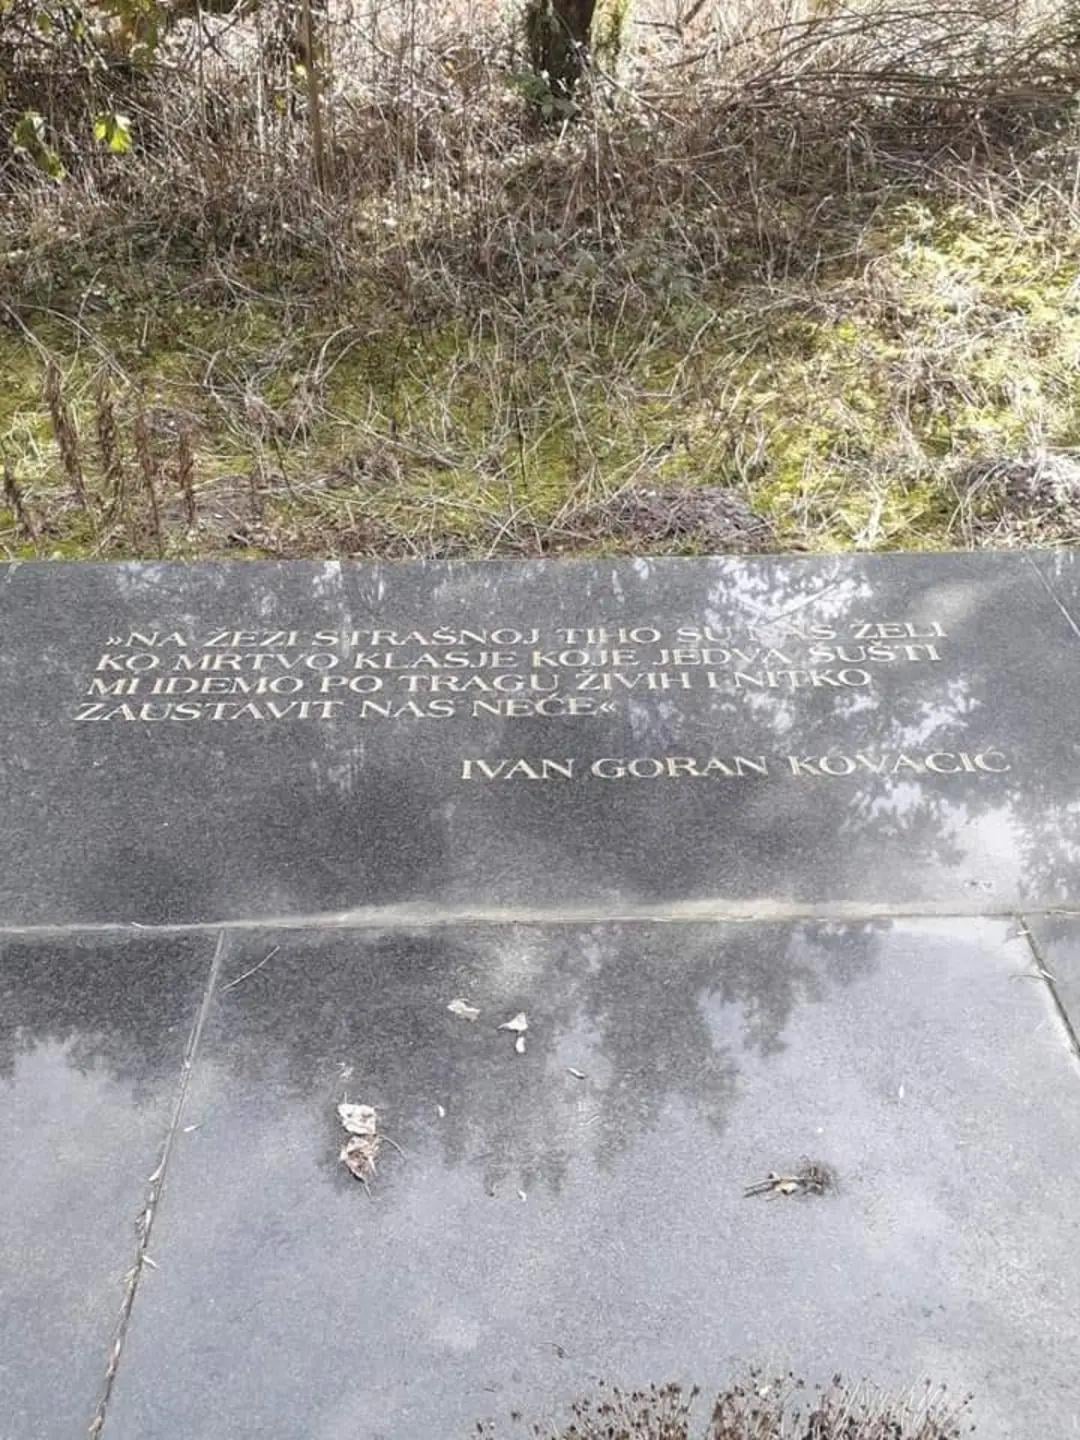 »NA ŽEZI STRAŠNOJ TIHO SU NAS ŽELI
KO MRTVO KLASJE KOJE JEDVA ŠUŠTI
MI IDEMO PO TRAGU ŽIVIH I NITKO
ZAUSTAVIT NAS NEĆE«
IVAN GORAN KOVAČIĆ